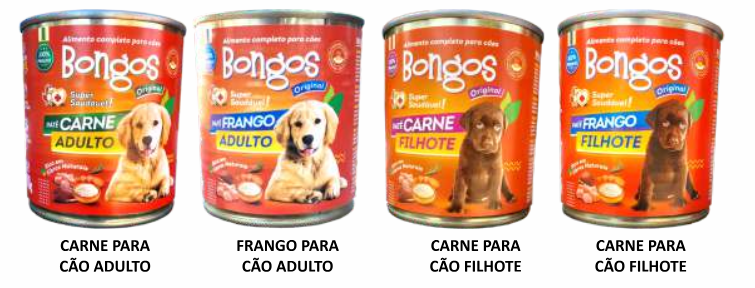 Alimento completo para cães
Bongos
Original
Super
Saudável!
PATÊ CARNE
ADULTO
Alimento completo para cães
Bongos
Original
Super
Saudável!
PATÊ FRANGO
ADULTO
Alimento completo para cães
Bongos
Original
Super
Saudável!
PATÊ CARNE
FILHOTE
Alimento completo para cães
Bongos
Original
Super
Saudável!
PATÊ FRANGO
FILHOTE
CARNE PARA
CÃO ADULTO
FRANGO PARA
CÃO ADULTO
CARNE PARA
CÃO FILHOTE
CARNE PARA
CÃO FILHOTE